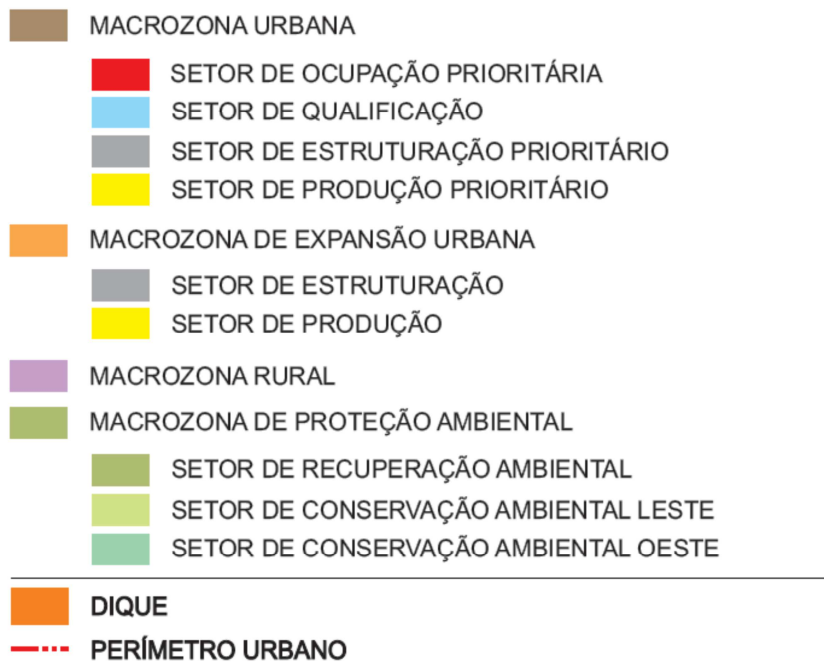 MACROZONA URBANA
SETOR DE OCUPAÇÃO PRIORITÁRIA
SETOR DE QUALIFICAÇÃO
SETOR DE ESTRUTURAÇÃO PRIORITÁRIO
SETOR DE PRODUÇÃO PRIORITÁRIO
MACROZONA DE EXPANSÃO URBANA
SETOR DE ESTRUTURAÇÃO
SETOR DE PRODUÇÃO
MACROZONA RURAL
MACROZONA DE PROTEÇÃO AMBIENTAL
SETOR DE RECUPERAÇÃO AMBIENTAL
SETOR DE CONSERVAÇÃO AMBIENTAL LESTE
SETOR DE CONSERVAÇÃO AMBIENTAL OESTE
DIQUE
PERÍMETRO URBANO